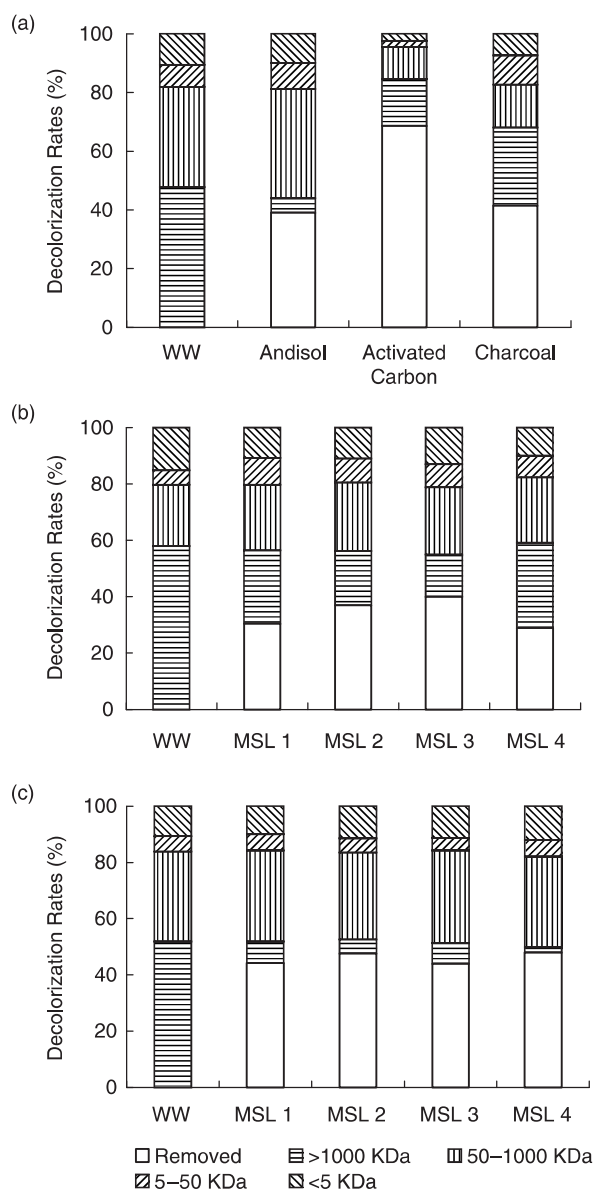 (a)
100
80
60
40
20
0
Decolorization Rates (%)
WW Andisol Activated Carbon Charcoal
(b)
100
80
60
40
20
0
Decolorization Rates (%)
WW MSL 1 MSL 2 MSL 3 MSL 4
(c)
100
80
60
40
20
0
Decolorization Rates (%)
WW MSL 1 MSL 2 MSL 3 MSL 4
Removed >1000 KDa 50–1000 KDa
5–50 KDa <5 KDa